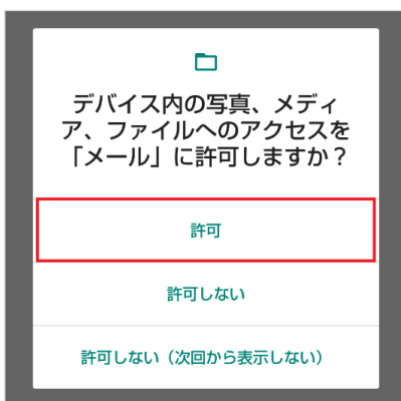 デバイス内の写真、メディ
ア、ファイルへのアクセスを
「メール」に許可しますか？
許可
許可しない
許可しない（次回から表示しない）